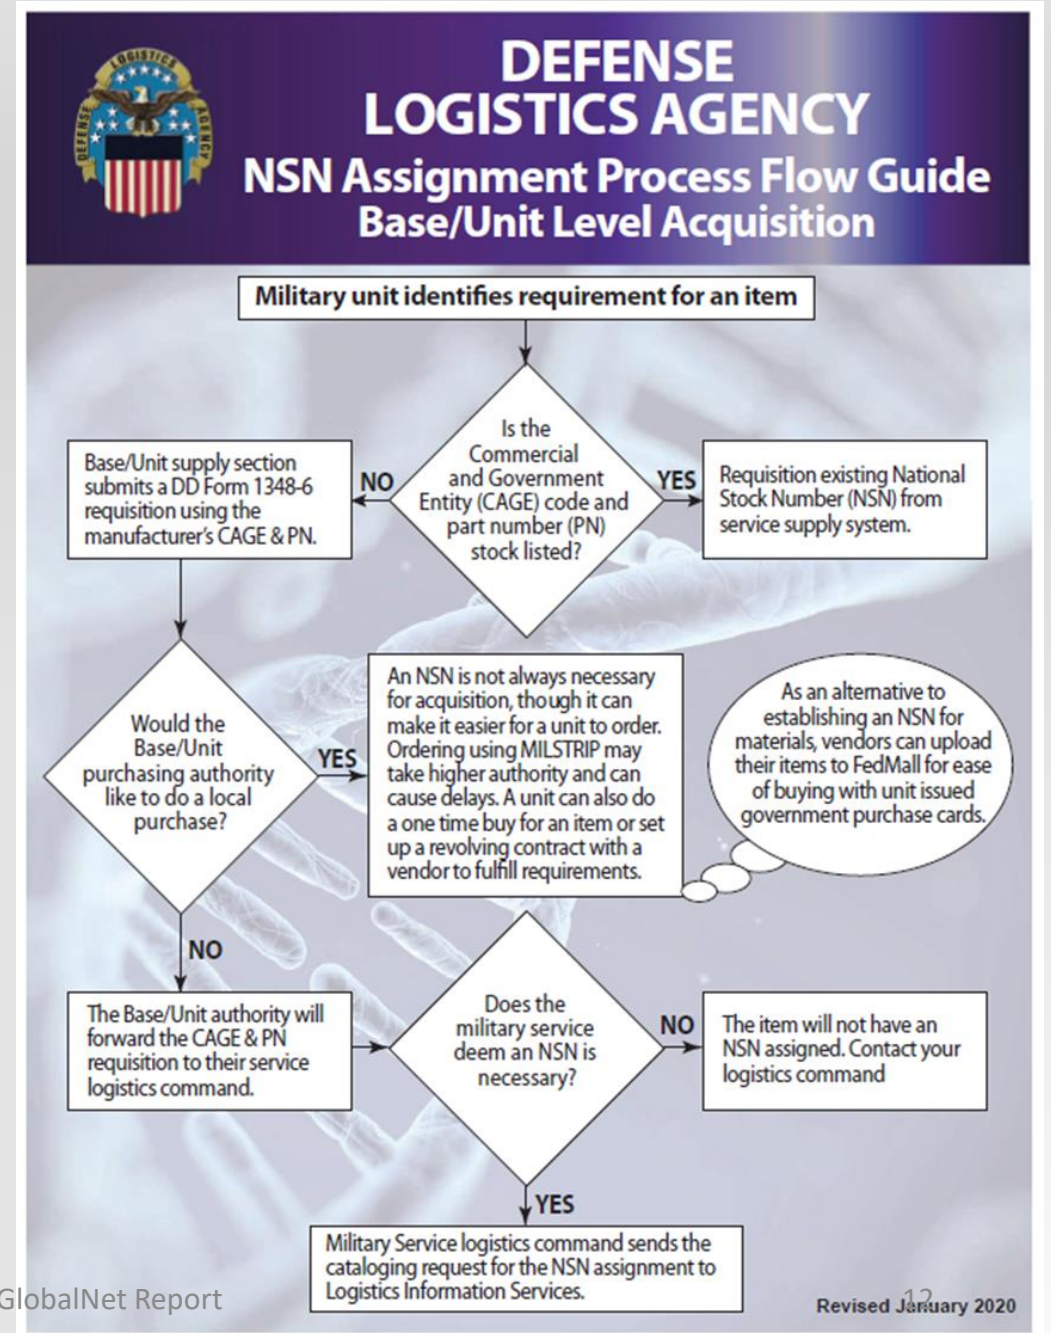 LOGISTICS
DEFENSE
AGENCY
DEFENSE
LOGISTICS AGENCY
NSN Assignment Process Flow Guide
Base/Unit Level Acquisition
Military unit identifies requirement for an item
Is the
Commercial
and Government
Entity (CAGE) code and
part number (PN)
stock listed?
NO
YES
Base/Unit supply section
submits a DD Form 1348-6
requisition using the
manufacturer's CAGE & PN.
Requisition existing National
Stock Number (NSN) from
service supply system.
Would the
Base/Unit
purchasing authority
like to do a local
purchase?
YES
An NSN is not always necessary
for acquisition, though it can
make it easier for a unit to order.
Ordering using MILSTRIP may
take higher authority and can
cause delays. A unit can also do
a one time buy for an item or set
up a revolving contract with a
vendor to fulfill requirements.
As an alternative to
establishing an NSN for
materials, vendors can upload
their items to FedMall for ease
of buying with unit issued
government purchase cards.
NO
The Base/Unit authority will
forward the CAGE & PN
requisition to their service
logistics command.
Does the
military service
deem an NSN is
necessary?
NO
The item will not have an
NSN assigned. Contact your
logistics command
YES
Military Service logistics command sends the
cataloging request for the NSN assignment to
Logistics Information Services.
GlobalNet Report
12
Revised January 2020